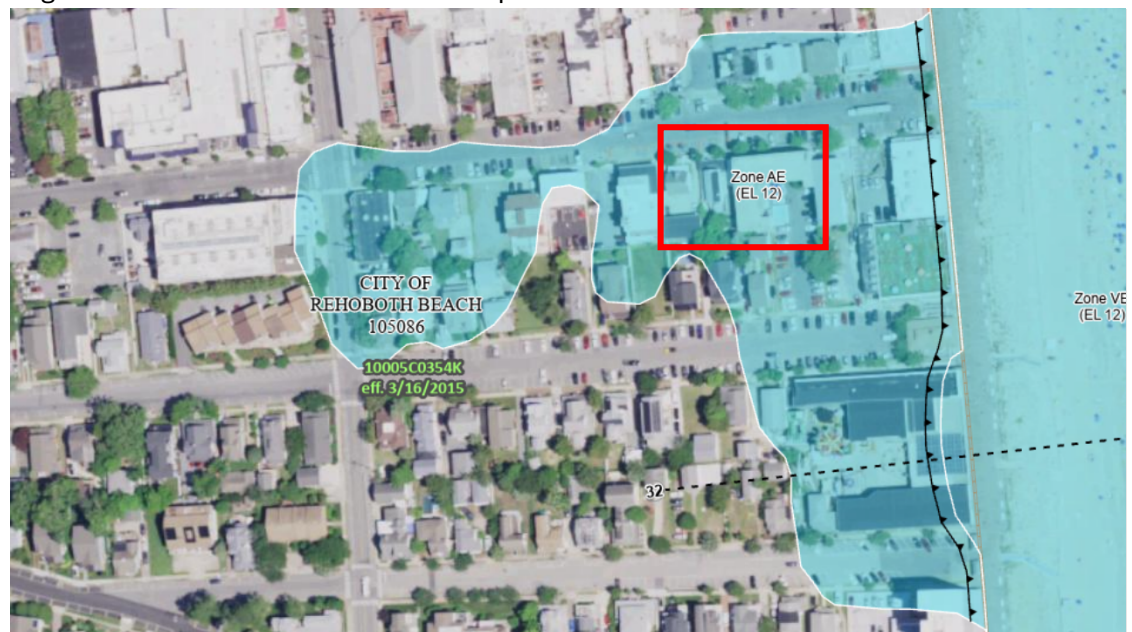 Zone AE
(EL 12)
CITY OF
REHOBOTH BEACH
105086
Zone VE
(EL 12)
10005C0354K
eff. 3/16/2015
32